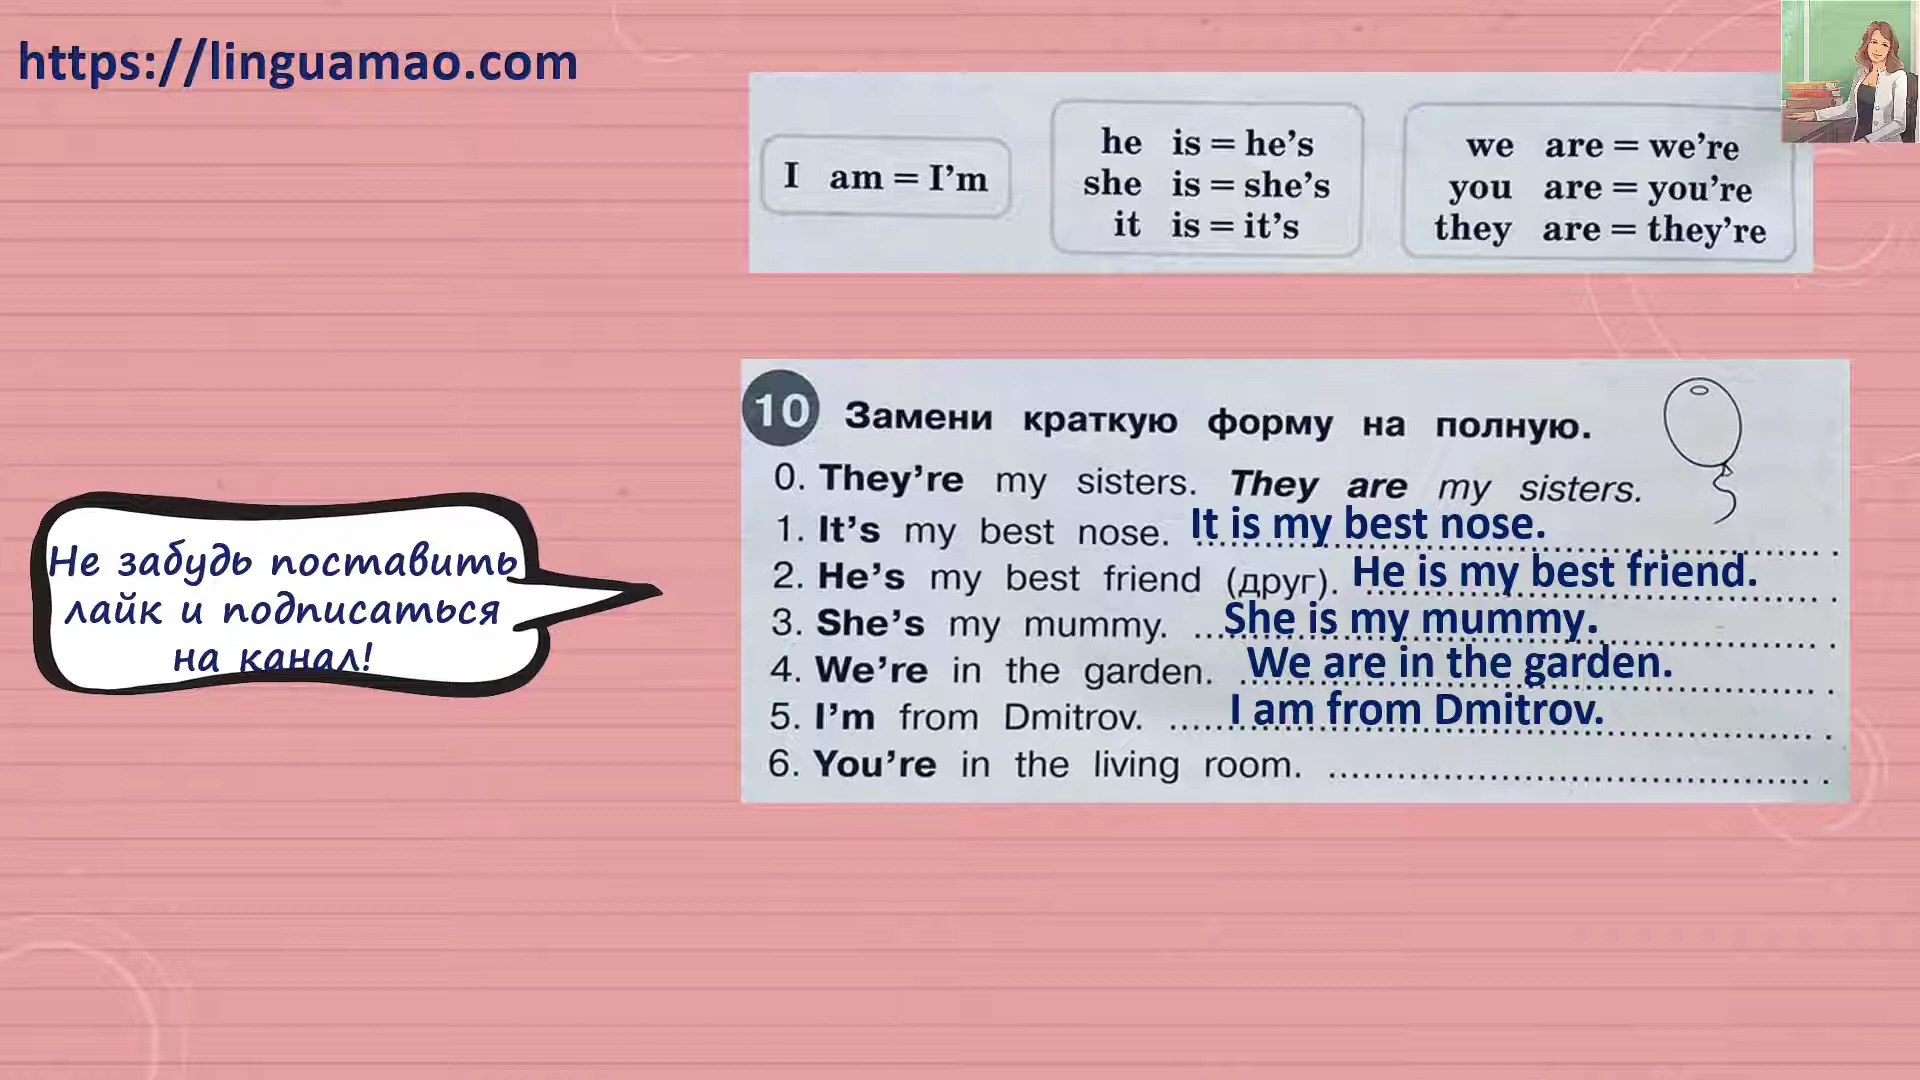 https://linguamao.com
I am = I’m
he is = he’s
she is = she’s
it is = it’s
we are = we’re
you are = you’re
they are = they’re
Не забудь поставить
лайк и подписаться
на канал!
10 Замени краткую форму на полную.
0. They’re my sisters. They are my sisters.
1. It’s my best nose. It is my best nose.
2. He’s my best friend (друг). He is my best friend.
3. She’s my mummy. She is my mummy.
4. We’re in the garden. We are in the garden.
5. I’m from Dmitrov. I am from Dmitrov.
6. You’re in the living room.